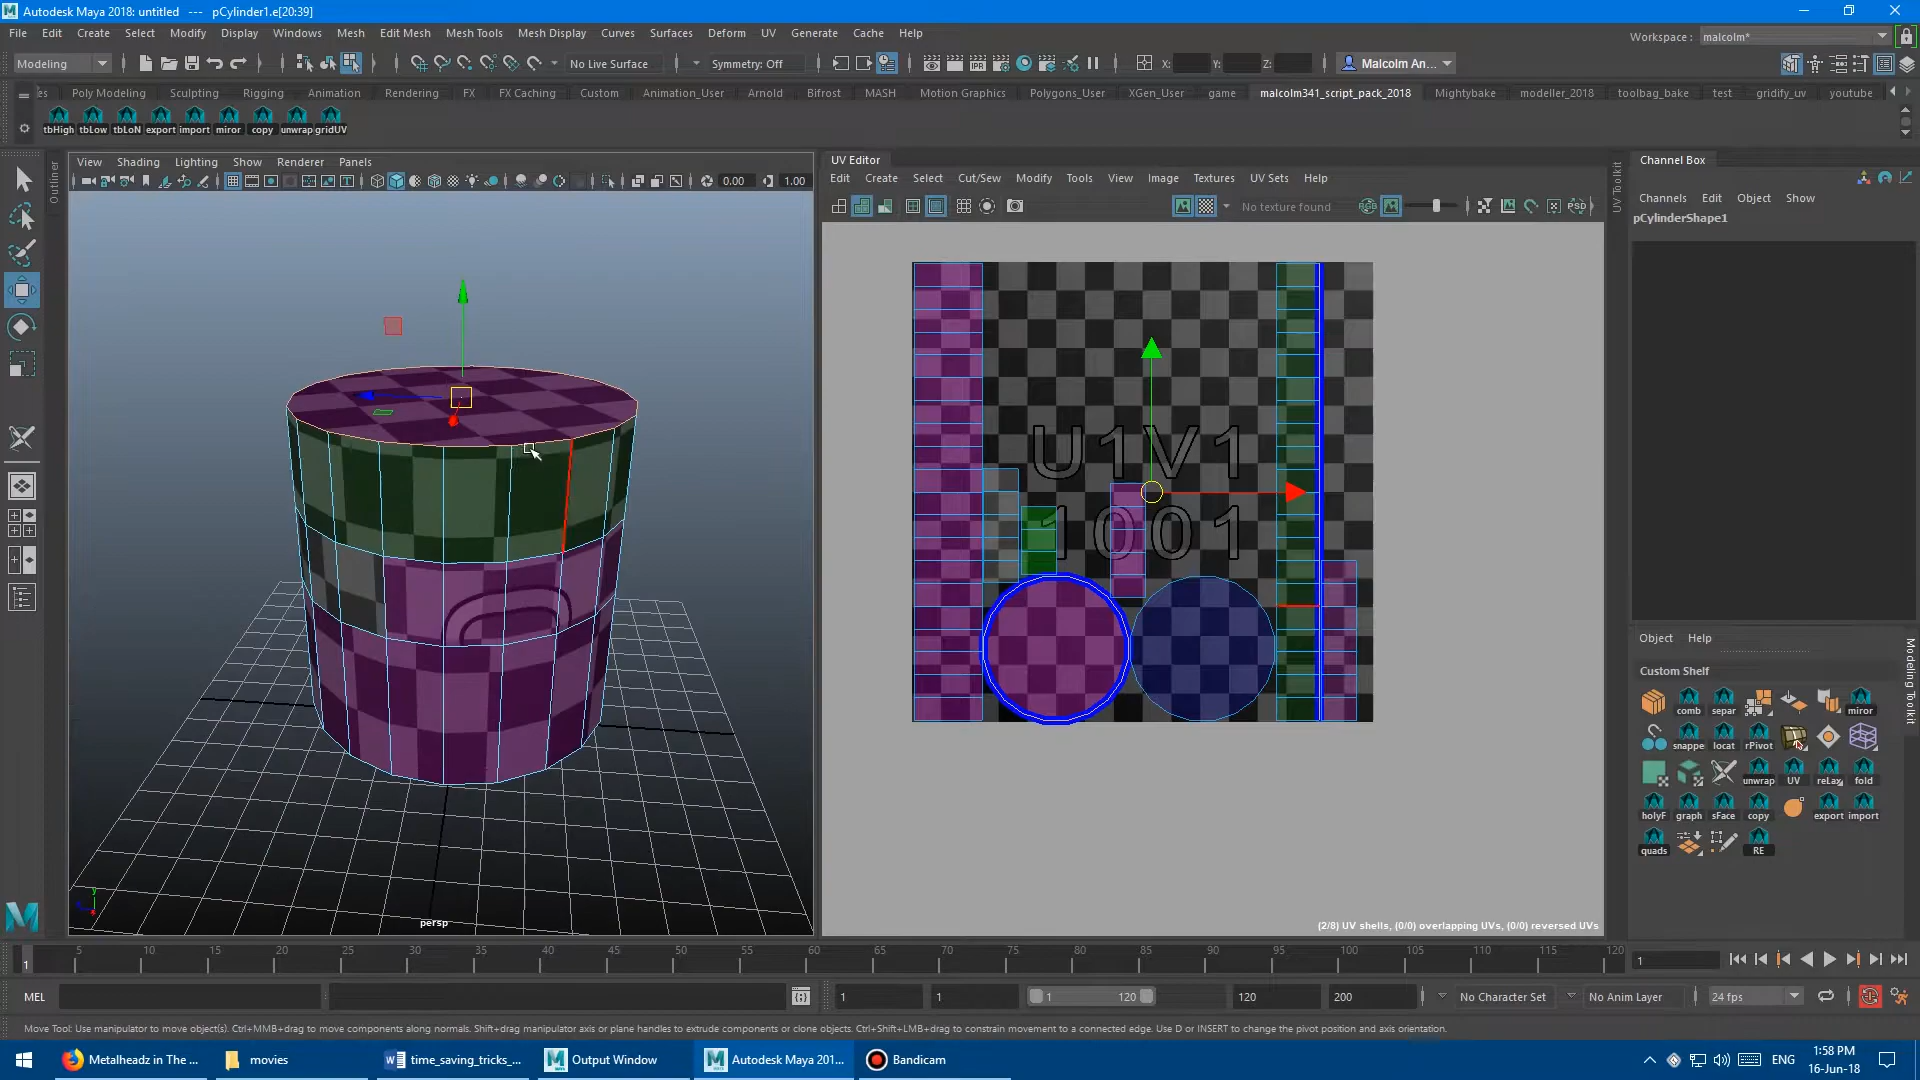 Autodesk Maya 2018: untitled --- pCylinder1.e[20:39]
File Edit Create Select Modify Display Windows Mesh Edit Mesh Mesh Tools Mesh Display Curves Surfaces Deform UV Generate Cache Help
Workspace : malcolm*
Modeling No Live Surface Symmetry: Off X: Y: Z: Malcolm An...
es Poly Modeling Sculpting Rigging Animation Rendering FX FX Caching Custom Animation_User Arnold Bifrost MASH Motion Graphics Polygons_User XGen_User game malcolm341_script_pack_2018 Mightybake modeller_2018 toolbag_bake test gridify_uv youtube
tbHigh tbLow tbLoN export import miror copy unwrap gridUV
Outliner
View Shading Lighting Show Renderer Panels
0.00 1.00
persp
UV Editor
Edit Create Select Cut/Sew Modify Tools View Image Textures UV Sets Help
No texture found
U1V1
1001
(2/8) UV shells, (0/0) overlapping UVs, (0/0) reversed UVs
UV Toolkit
Channel Box
Channels Edit Object Show
pCylinderShape1
Object Help
Modeling Toolkit
Custom Shelf
comb separ miror
snappe locat rPivot
unwrap UV reLax fold
holyF graph sFace copy export import
quads RE
1 5 10 15 20 25 30 35 40 45 50 55 60 65 70 75 80 85 90 95 100 105 110 115 120
1
MEL 1 1 1 120 120 200 No Character Set No Anim Layer 24 fps
Move Tool: Use manipulator to move object(s). Ctrl+MMB+drag to move components along normals. Shift+drag manipulator axis or plane handles to extrude components or clone objects. Ctrl+Shift+LMB+drag to constrain movement to a connected edge. Use D or INSERT to change the pivot position and axis orientation.
Metalheadz in The ... movies time_saving_tricks_... Output Window Autodesk Maya 201... Bandicam ENG 1:58 PM
16-Jun-18